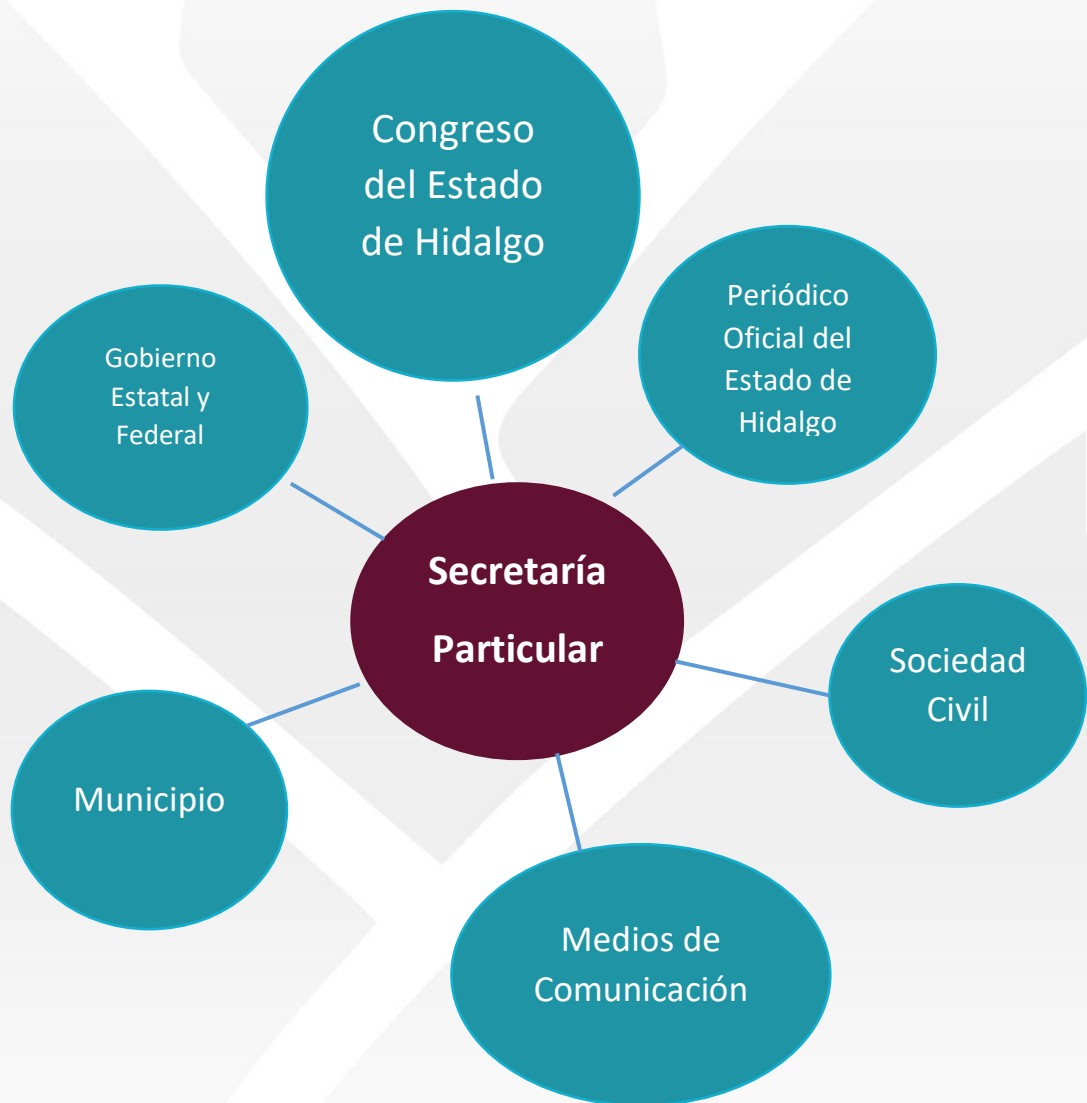 Congreso
del Estado
de Hidalgo
Periódico
Oficial del
Estado de
Hidalgo
Gobierno
Estatal y
Federal
Secretaría
Particular
Sociedad
Civil
Municipio
Medios de
Comunicación